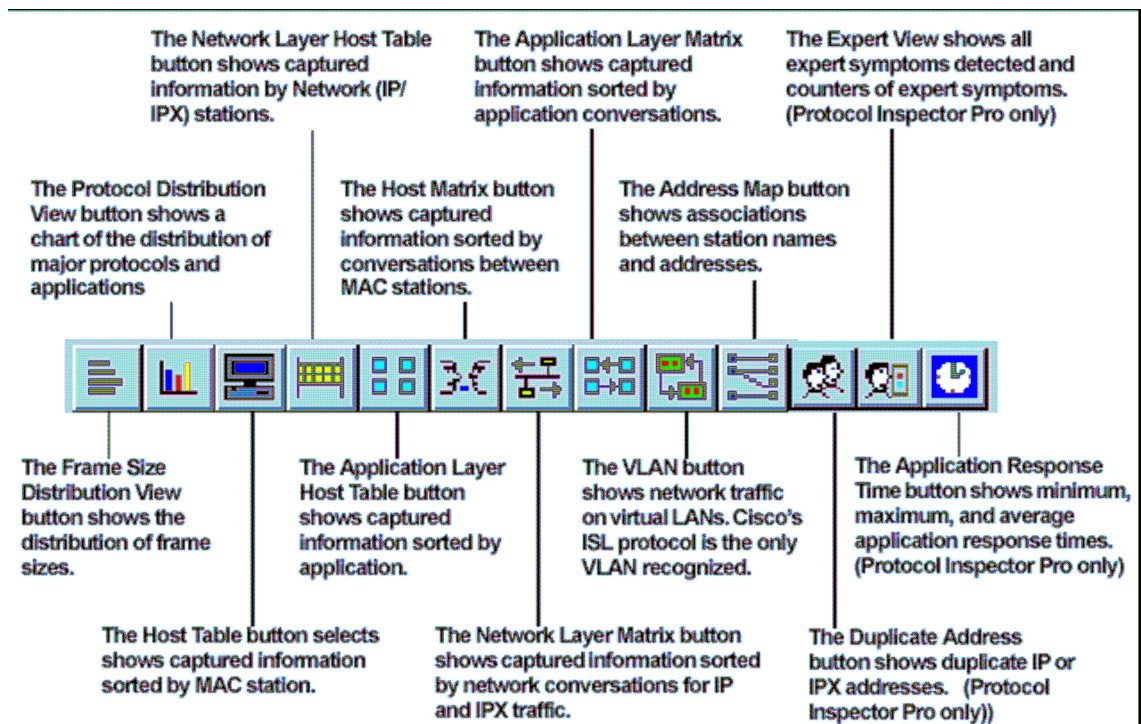 The Network Layer Host Table
button shows captured
information by Network (IP/
IPX) stations.
The Application Layer Matrix
button shows captured
information sorted by
application conversations.
The Expert View shows all
expert symptoms detected and
counters of expert symptoms.
(Protocol Inspector Pro only)
The Protocol Distribution
View button shows a
chart of the distribution of
major protocols and
applications
The Host Matrix button
shows captured
information sorted by
conversations between
MAC stations.
The Address Map button
shows associations
between station names
and addresses.
The Frame Size
Distribution View
button shows the
distribution of frame
sizes.
The Application Layer
Host Table button
shows captured
information sorted by
application.
The VLAN button
shows network traffic
on virtual LANs. Cisco's
ISL protocol is the only
VLAN recognized.
The Application Response
Time button shows minimum,
maximum, and average
application response times.
(Protocol Inspector Pro only)
The Host Table button selects
shows captured information
sorted by MAC station.
The Network Layer Matrix button
shows captured information sorted
by network conversations for IP
and IPX traffic.
The Duplicate Address
button shows duplicate IP or
IPX addresses. (Protocol
Inspector Pro only))